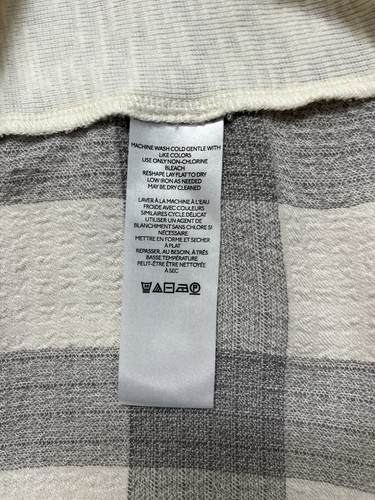 MACHINE WASH COLD GENTLE WITH
LIKE COLORS
USE ONLY NON-CHLORINE
BLEACH
RESHAPE LAY FLAT TO DRY
LOW IRON AS NEEDED
MAY BE DRY CLEANED
LAVER À LA MACHINE À L'EAU
FROIDE AVEC COULEURS
SIMILAIRES CYCLE DÉLICAT
UTILISER UN AGENT DE
BLANCHIMENT SANS CHLORE SI
NÉCESSAIRE
METTRE EN FORME ET SECHER
À PLAT
REPASSER, AU BESOIN, À TRÈS
BASSE TEMPÉRATURE
PEUT-ÊTRE ÊTRE NETTOYÉE
À SEC